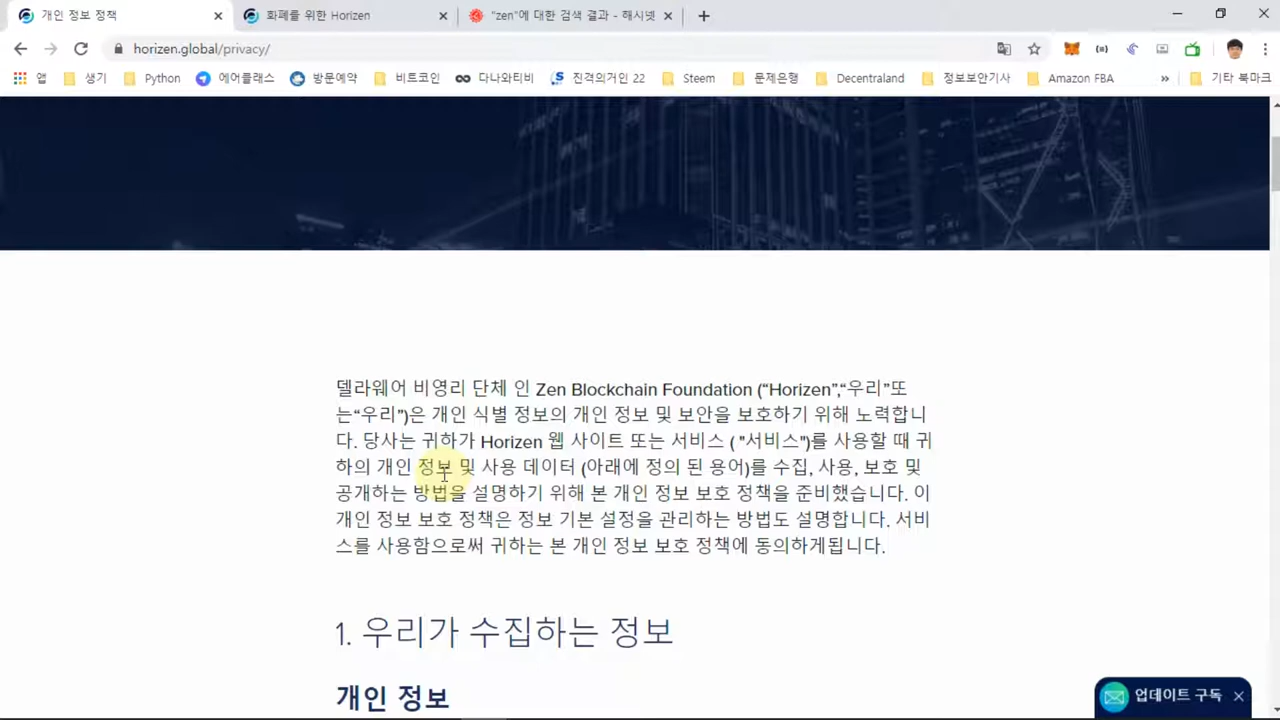 개인 정보 정책
화폐를 위한 Horizen
"zen"에 대한 검색 결과 - 해시넷
horizen.global/privacy/
앱
생기
Python
에어클래스
방문예약
비트코인
다나와티비
진격의거인 22
Steem
문제은행
Decentraland
정보보안기사
Amazon FBA
»
기타 북마크
델라웨어 비영리 단체 인 Zen Blockchain Foundation (“Horizen”,“우리”또
는“우리”)은 개인 식별 정보의 개인 정보 및 보안을 보호하기 위해 노력합니
다. 당사는 귀하가 Horizen 웹 사이트 또는 서비스 ( "서비스")를 사용할 때 귀
하의 개인 정보 및 사용 데이터 (아래에 정의 된 용어)를 수집, 사용, 보호 및
공개하는 방법을 설명하기 위해 본 개인 정보 보호 정책을 준비했습니다. 이
개인 정보 보호 정책은 정보 기본 설정을 관리하는 방법도 설명합니다. 서비
스를 사용함으로써 귀하는 본 개인 정보 보호 정책에 동의하게됩니다.
1. 우리가 수집하는 정보
개인 정보
업데이트 구독